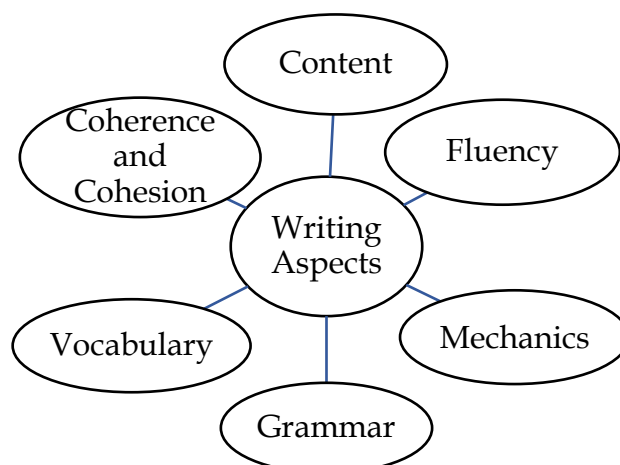 Content
Coherence
and
Cohesion
Fluency
Writing
Aspects
Vocabulary
Mechanics
Grammar